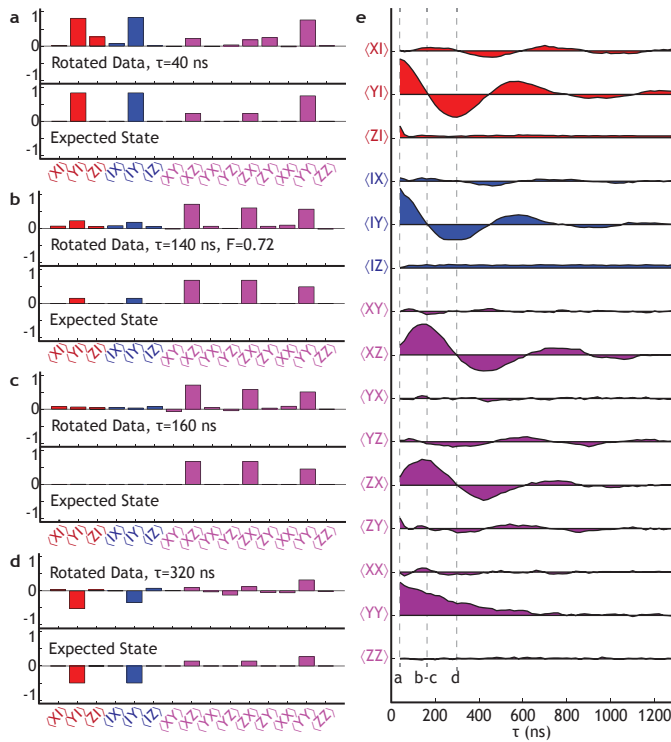 a
1
0
-1
Rotated Data, τ=40 ns
1
0
-1
Expected State
⟨XI⟩ ⟨YI⟩ ⟨ZI⟩ ⟨IX⟩ ⟨IY⟩ ⟨IZ⟩ ⟨XY⟩ ⟨XZ⟩ ⟨YX⟩ ⟨YZ⟩ ⟨ZX⟩ ⟨ZY⟩ ⟨XX⟩ ⟨YY⟩ ⟨ZZ⟩
b
1
0
-1
Rotated Data, τ=140 ns, F=0.72
1
0
-1
Expected State
⟨XI⟩ ⟨YI⟩ ⟨ZI⟩ ⟨IX⟩ ⟨IY⟩ ⟨IZ⟩ ⟨XY⟩ ⟨XZ⟩ ⟨YX⟩ ⟨YZ⟩ ⟨ZX⟩ ⟨ZY⟩ ⟨XX⟩ ⟨YY⟩ ⟨ZZ⟩
c
1
0
-1
Rotated Data, τ=160 ns
1
0
-1
Expected State
⟨XI⟩ ⟨YI⟩ ⟨ZI⟩ ⟨IX⟩ ⟨IY⟩ ⟨IZ⟩ ⟨XY⟩ ⟨XZ⟩ ⟨YX⟩ ⟨YZ⟩ ⟨ZX⟩ ⟨ZY⟩ ⟨XX⟩ ⟨YY⟩ ⟨ZZ⟩
d
Rotated Data, τ=320 ns
1
0
-1
Expected State
1
0
-1
⟨XI⟩ ⟨YI⟩ ⟨ZI⟩ ⟨IX⟩ ⟨IY⟩ ⟨IZ⟩ ⟨XY⟩ ⟨XZ⟩ ⟨YX⟩ ⟨YZ⟩ ⟨ZX⟩ ⟨ZY⟩ ⟨XX⟩ ⟨YY⟩ ⟨ZZ⟩
e
⟨XI⟩
⟨YI⟩
⟨ZI⟩
⟨IX⟩
⟨IY⟩
⟨IZ⟩
⟨XY⟩
⟨XZ⟩
⟨YX⟩
⟨YZ⟩
⟨ZX⟩
⟨ZY⟩
⟨XX⟩
⟨YY⟩
⟨ZZ⟩
a b-c d
0 200 400 600 800 1000 1200
τ (ns)